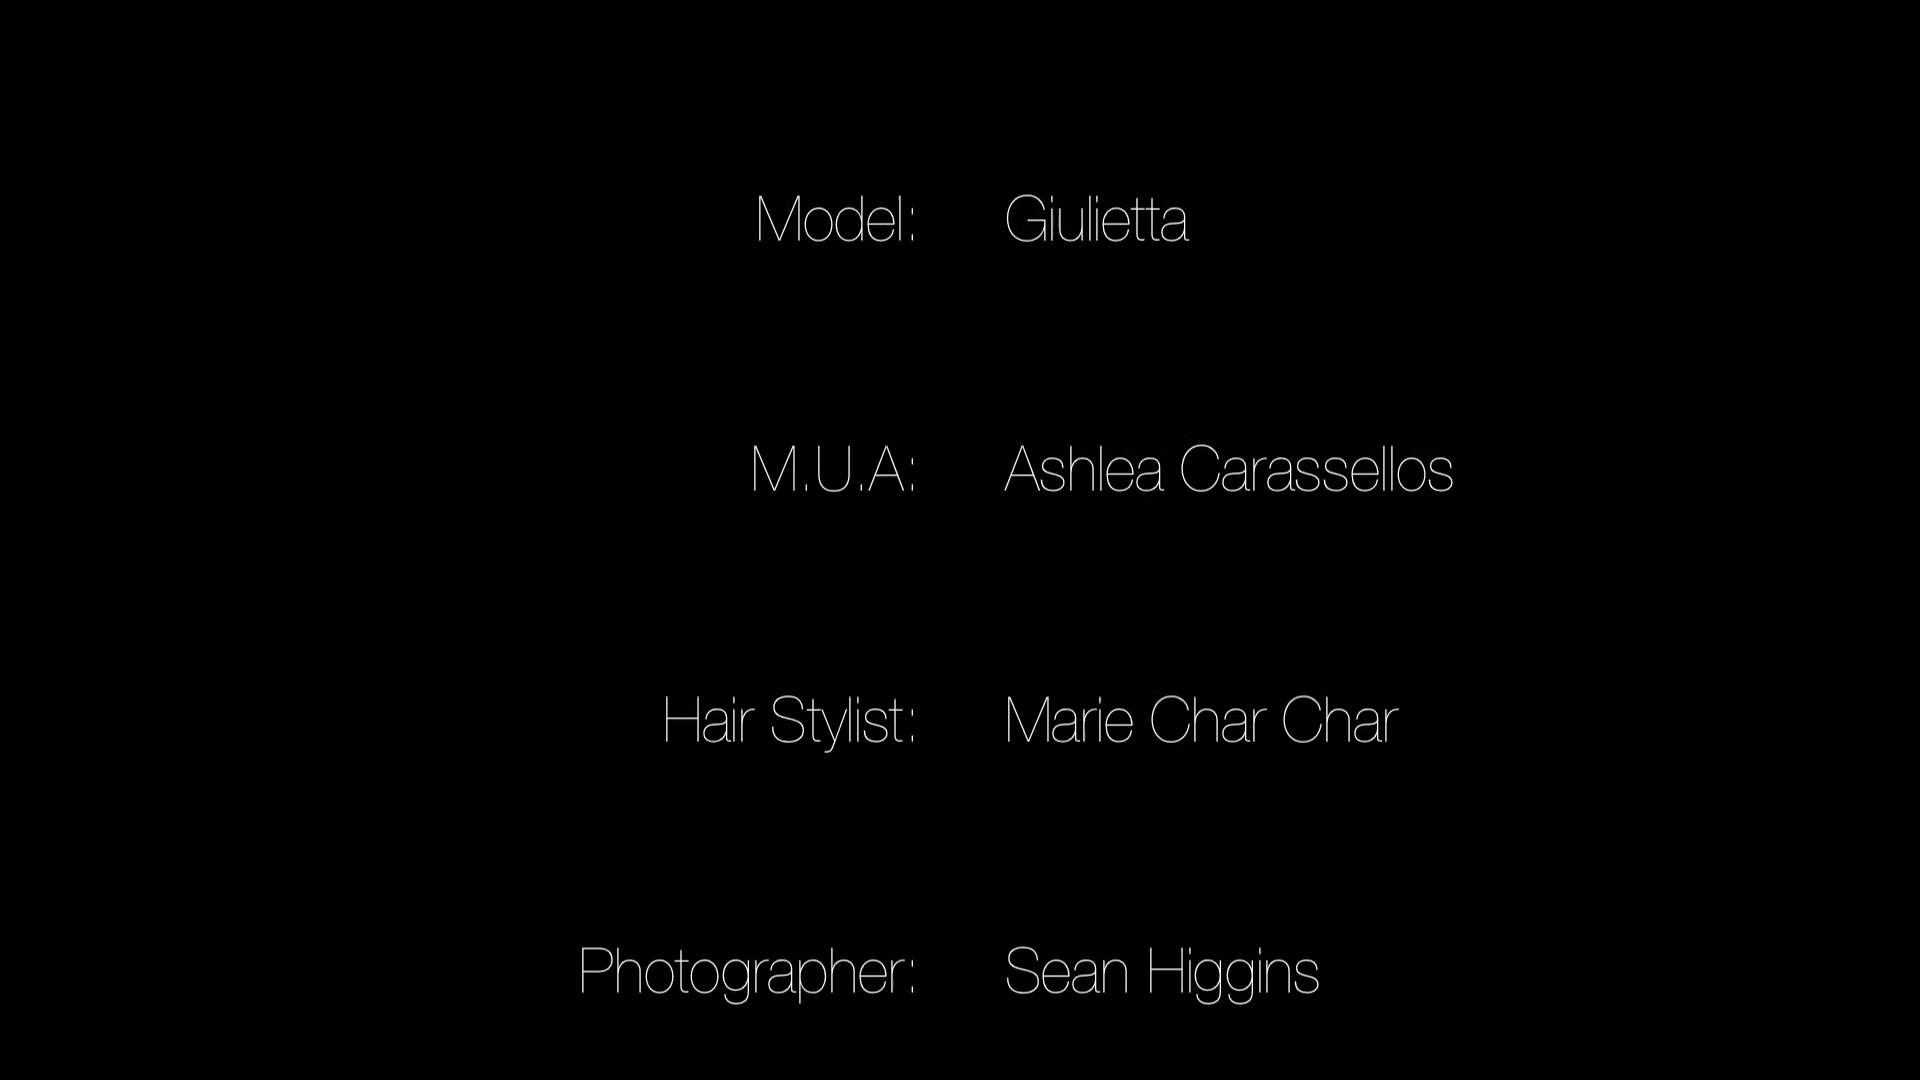 Model: Giulietta
M.U.A: Ashlea Carassellos
Hair Stylist: Marie Char Char
Photographer: Sean Higgins